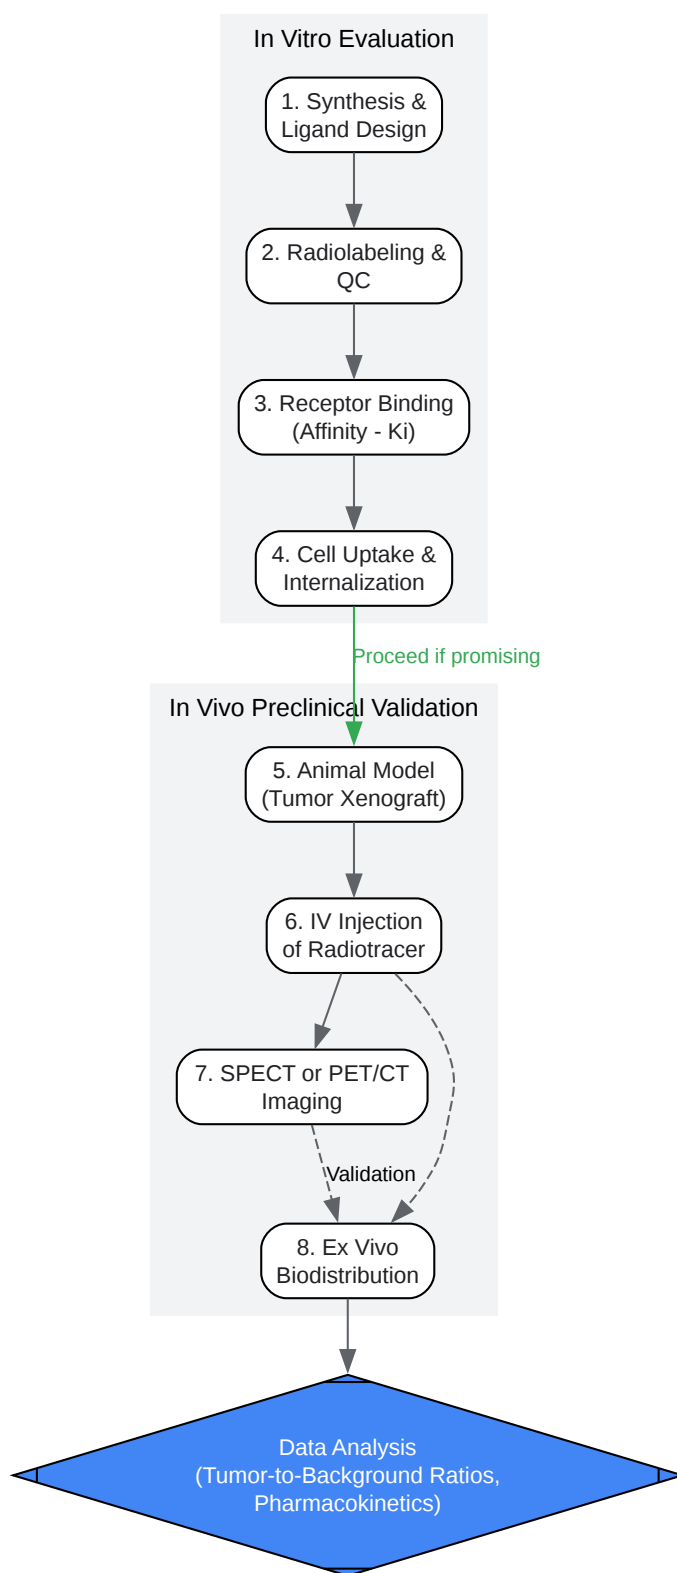 In Vitro Evaluation
1. Synthesis &
Ligand Design
2. Radiolabeling &
QC
3. Receptor Binding
(Affinity - Ki)
4. Cell Uptake &
Internalization
Proceed if promising
In Vivo Preclinical Validation
5. Animal Model
(Tumor Xenograft)
6. IV Injection
of Radiotracer
7. SPECT or PET/CT
Imaging
Validation
8. Ex Vivo
Biodistribution
Data Analysis
(Tumor-to-Background Ratios,
Pharmacokinetics)